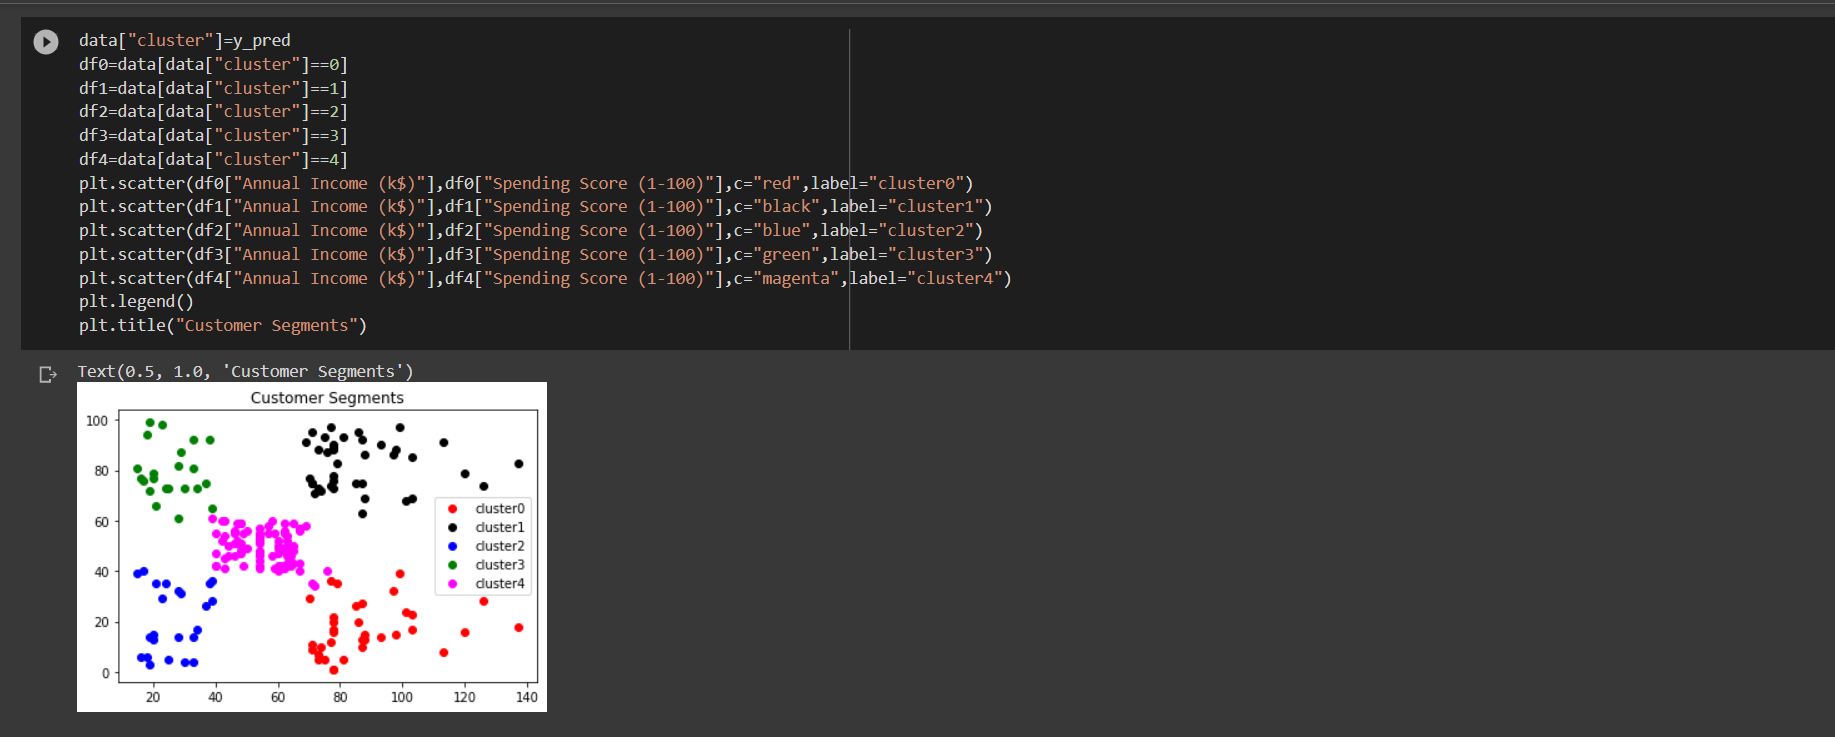 data["cluster"]=y_pred
df0=data[data["cluster"]==0]
df1=data[data["cluster"]==1]
df2=data[data["cluster"]==2]
df3=data[data["cluster"]==3]
df4=data[data["cluster"]==4]
plt.scatter(df0["Annual Income (k$)"],df0["Spending Score (1-100)"],c="red",label="cluster0")
plt.scatter(df1["Annual Income (k$)"],df1["Spending Score (1-100)"],c="black",label="cluster1")
plt.scatter(df2["Annual Income (k$)"],df2["Spending Score (1-100)"],c="blue",label="cluster2")
plt.scatter(df3["Annual Income (k$)"],df3["Spending Score (1-100)"],c="green",label="cluster3")
plt.scatter(df4["Annual Income (k$)"],df4["Spending Score (1-100)"],c="magenta",label="cluster4")
plt.legend()
plt.title("Customer Segments")
Text(0.5, 1.0, 'Customer Segments')
Customer Segments
100
80
60
40
20
0
cluster0
cluster1
cluster2
cluster3
cluster4
20 40 60 80 100 120 140